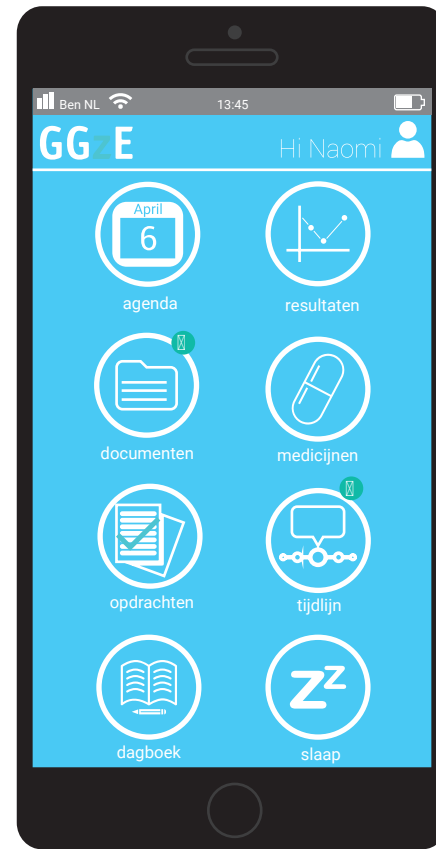 Ben NL 13:45
GGzE Hi Naomi
April
6
agenda resultaten
documenten medicijnen
opdrachten tijdlijn
dagboek zZ
slaap